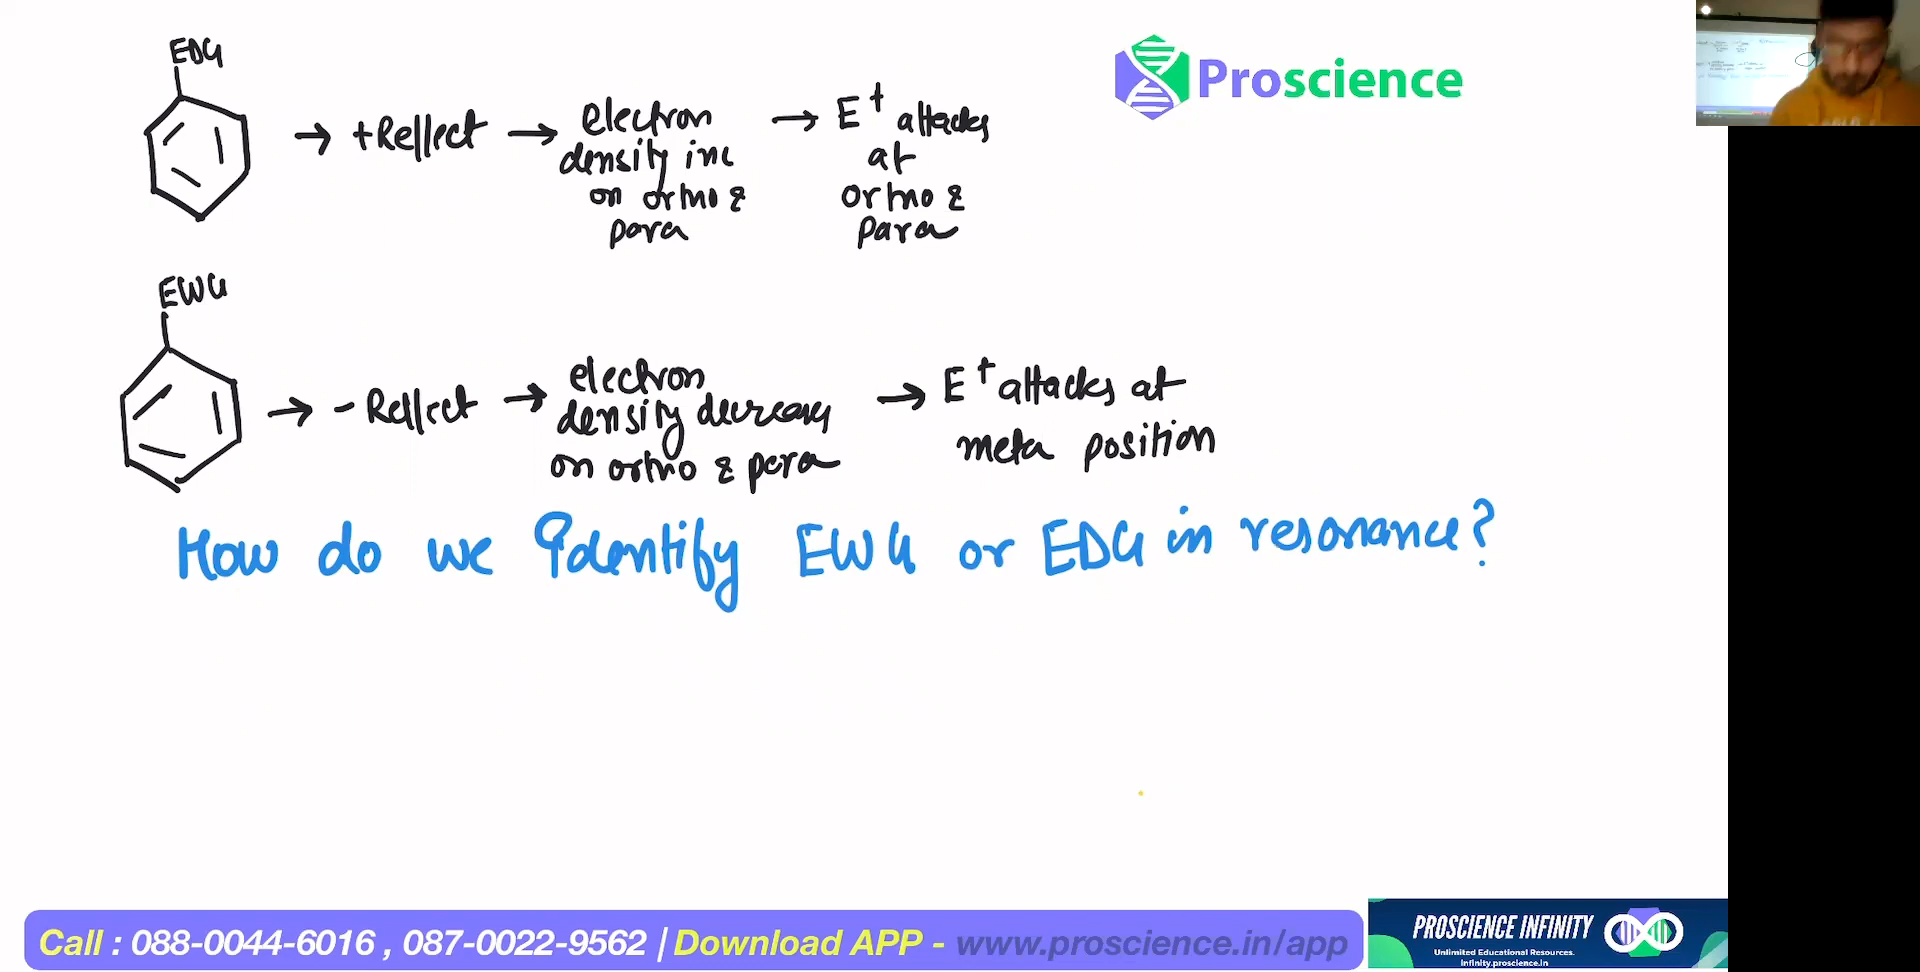 EDG
→ +R effect → electron density inc on ortho & para → E+ attacks at ortho & para
Proscience
EWG
→ - R effect → electron density decreases on ortho & para → E+ attacks at meta position
How do we identify EWG or EDG in resonance?
Call : 088-0044-6016 , 087-0022-9562 | Download APP - www.proscience.in/app
PROSCIENCE INFINITY
Unlimited Educational Resources.
infinity.proscience.in